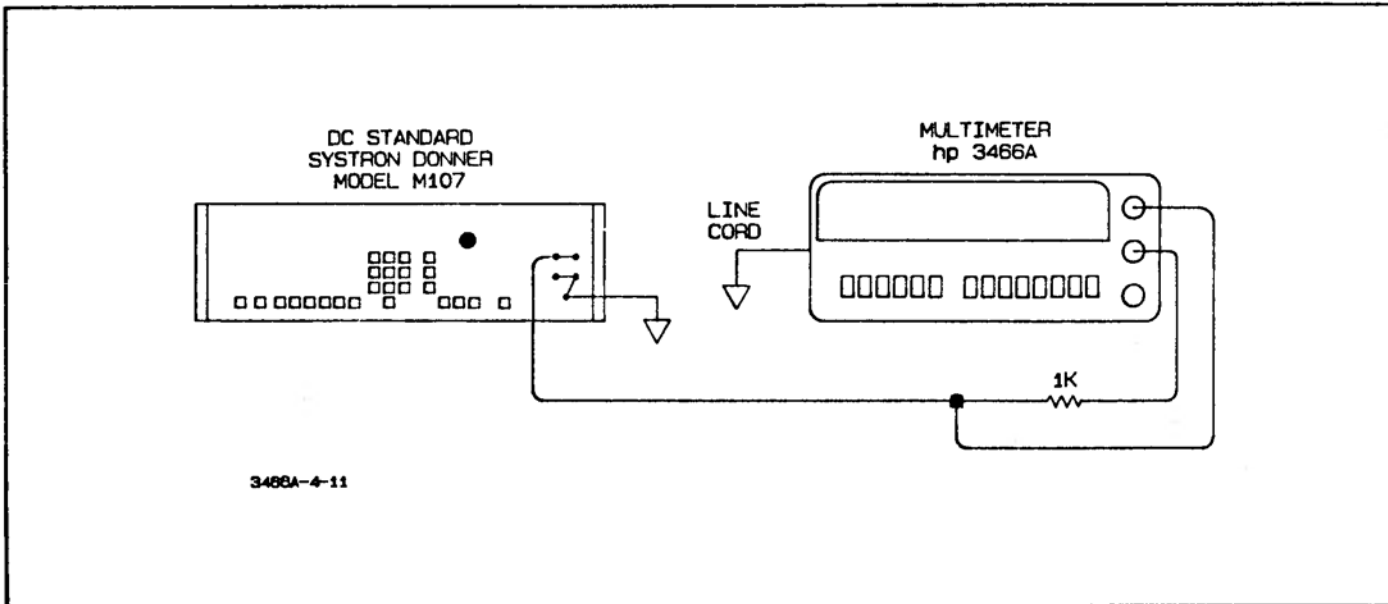 DC STANDARD
SYSTRON DONNER
MODEL M107
MULTIMETER
hp 3466A
LINE
CORD
1K
3466A-4-11